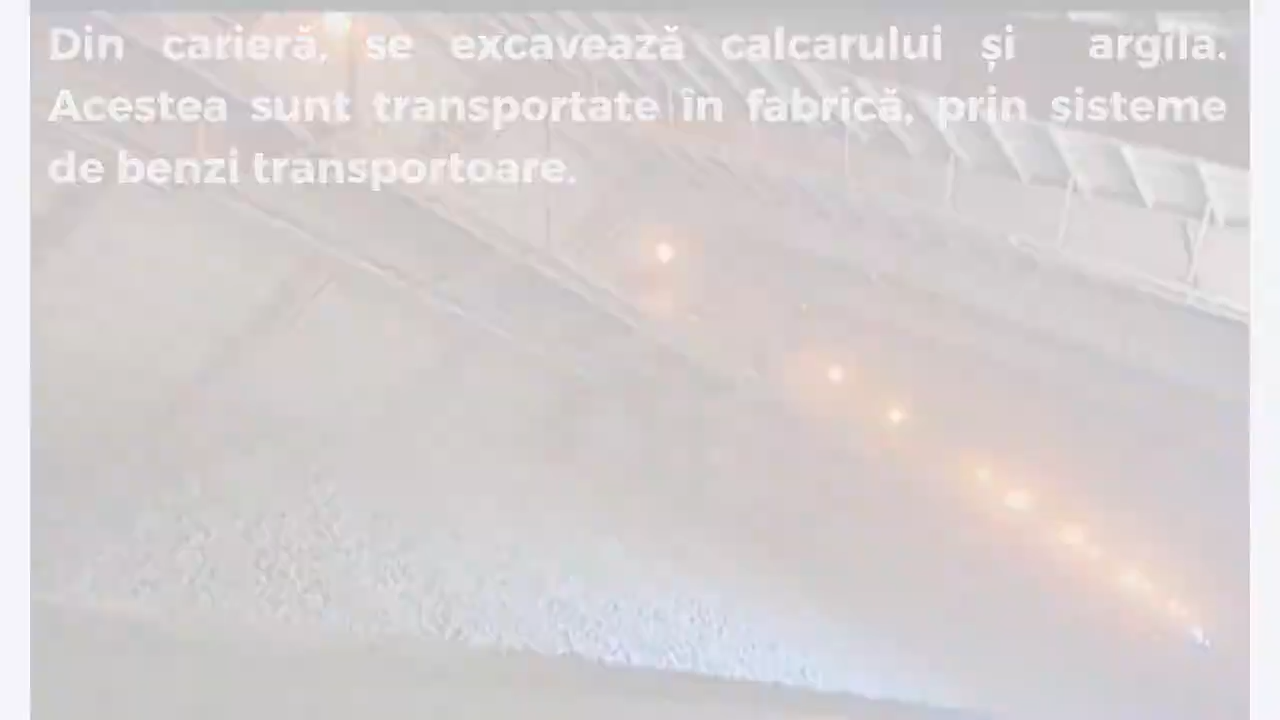 Din carieră, se excavează calcarului și argila.
Acestea sunt transportate în fabrică, prin sisteme
de benzi transportoare.